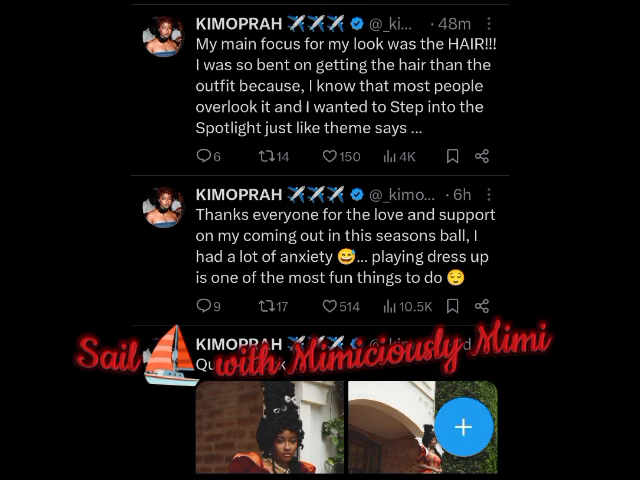 KIMOPRAH ✈️✈️✈️ @_ki... · 48m
My main focus for my look was the HAIR!!!
I was so bent on getting the hair than the
outfit because, I know that most people
overlook it and I wanted to Step into the
Spotlight just like theme says ...
6 14 150 4K
KIMOPRAH ✈️✈️✈️ @_kimo... · 6h
Thanks everyone for the love and support
on my coming out in this seasons ball, I
had a lot of anxiety 😅... playing dress up
is one of the most fun things to do 😌
9 17 514 10.5K
KIMOPRAH
Sail ⛵ with Mimiciously Mimi